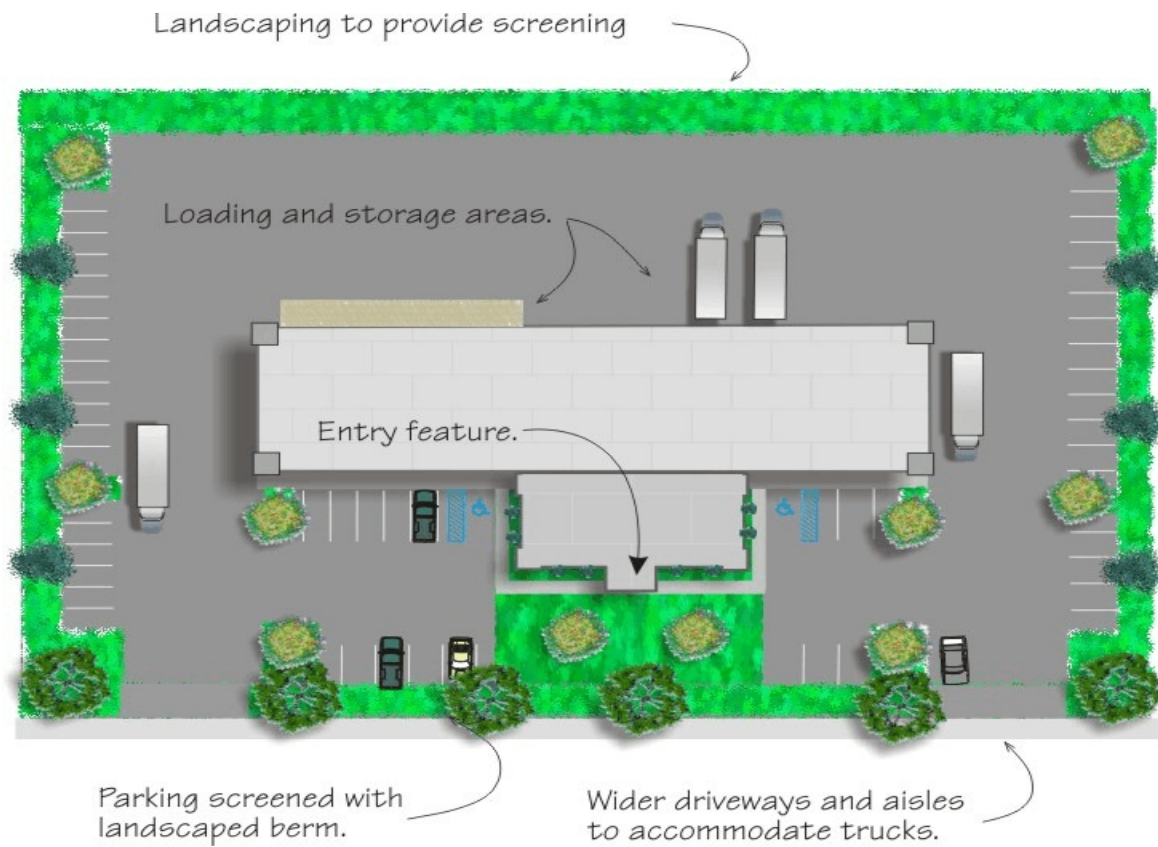 Landscaping to provide screening
Loading and storage areas.
Entry feature.
Parking screened with
landscaped berm.
Wider driveways and aisles
to accommodate trucks.